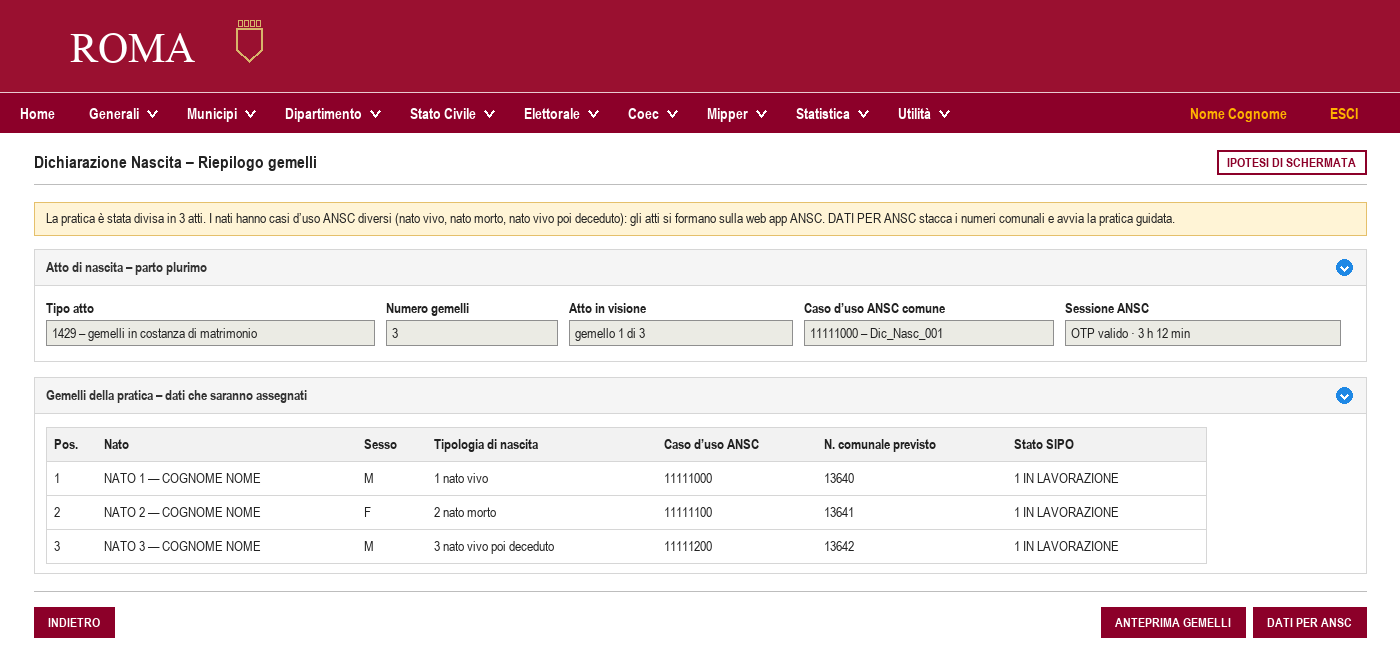 ROMA
Home Generali Municipi Dipartimento Stato Civile Elettorale Coec Mipper Statistica Utilità Nome Cognome ESCI
Dichiarazione Nascita – Riepilogo gemelli IPOTESI DI SCHERMATA
La pratica è stata divisa in 3 atti. I nati hanno casi d’uso ANSC diversi (nato vivo, nato morto, nato vivo poi deceduto): gli atti si formano sulla web app ANSC. DATI PER ANSC stacca i numeri comunali e avvia la pratica guidata.
Atto di nascita – parto plurimo
Tipo atto Numero gemelli Atto in visione Caso d’uso ANSC comune Sessione ANSC
1429 – gemelli in costanza di matrimonio 3 gemello 1 di 3 11111000 – Dic_Nasc_001 OTP valido · 3 h 12 min
Gemelli della pratica – dati che saranno assegnati
Pos. Nato Sesso Tipologia di nascita Caso d’uso ANSC N. comunale previsto Stato SIPO
1 NATO 1 — COGNOME NOME M 1 nato vivo 11111000 13640 1 IN LAVORAZIONE
2 NATO 2 — COGNOME NOME F 2 nato morto 11111100 13641 1 IN LAVORAZIONE
3 NATO 3 — COGNOME NOME M 3 nato vivo poi deceduto 11111200 13642 1 IN LAVORAZIONE
INDIETRO ANTEPRIMA GEMELLI DATI PER ANSC